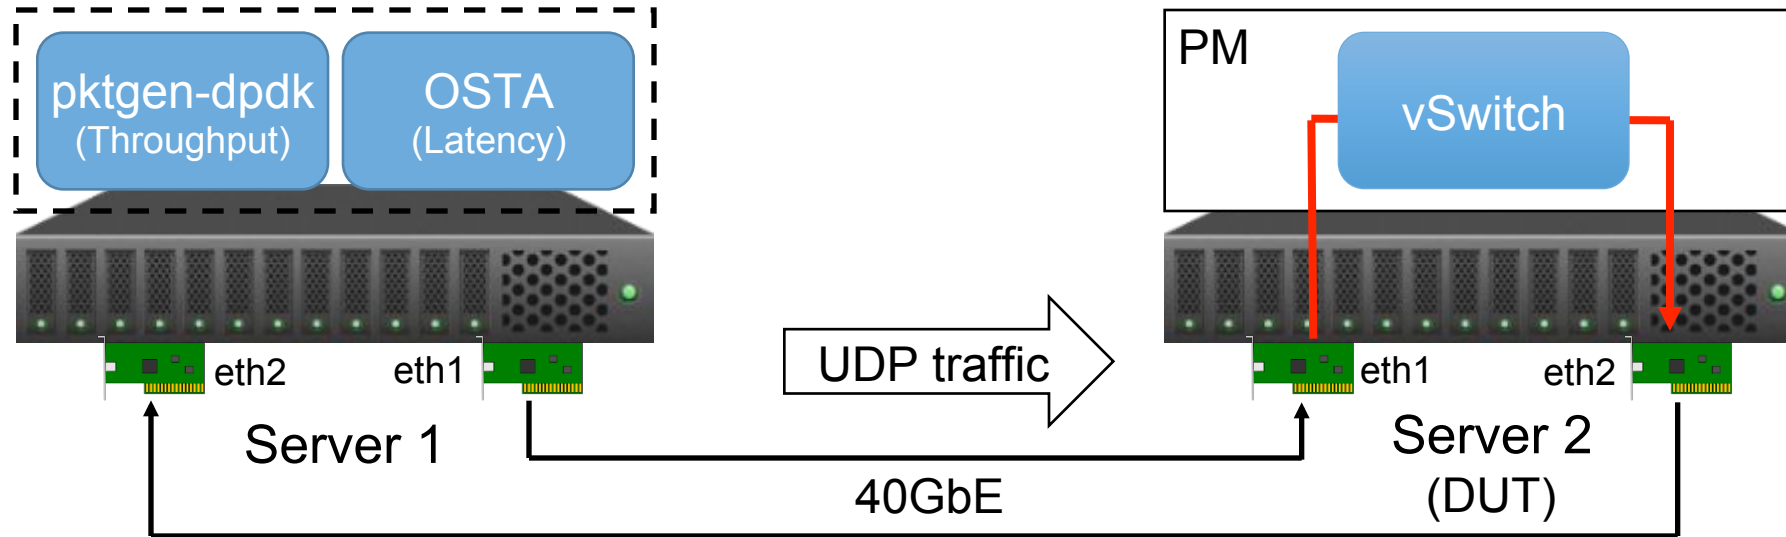 pktgen-dpdk
(Throughput)
OSTA
(Latency)
PM
vSwitch
eth2
eth1
UDP traffic
eth1
eth2
Server 1
Server 2
(DUT)
40GbE